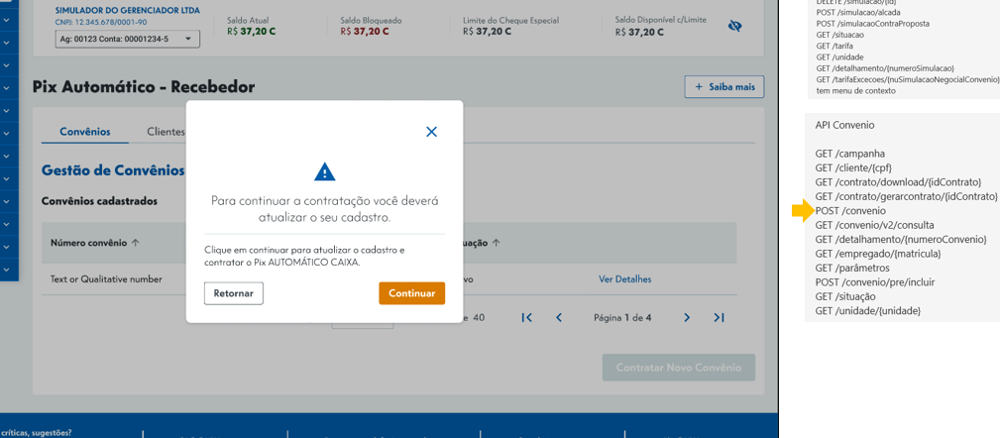 SIMULADOR DO GERENCIADOR LTDA
CNPJ: 12.345.678/0001-90
Ag: 00123 Conta: 00001234-5
Saldo Atual
R$ 37,20 C
Saldo Bloqueado
R$ 37,20 C
Limite do Cheque Especial
R$ 37,20 C
Saldo Disponível c/Limite
R$ 37,20 C
Pix Automático - Recebedor
+ Saiba mais
Convênios
Clientes
Gestão de Convênios
Convênios cadastrados
Número convênio ↑
uação ↑
Text or Qualitative number
vo
Ver Detalhes
e 40
Página 1 de 4
Contratar Novo Convênio
Para continuar a contratação você deverá
atualizar o seu cadastro.
Clique em continuar para atualizar o cadastro e
contratar o Pix AUTOMÁTICO CAIXA.
Retornar
Continuar
críticas, sugestões?
DELETE /simulacao/{id}
POST /simulacao/alcada
POST /simulacaoContraProposta
GET /situacao
GET /tarifa
GET /unidade
GET /detalhamento/{numeroSimulacao}
GET /tarifaExcecoes/{nuSimulacaoNegocialConvenio}
tem menu de contexto
API Convenio
GET /campanha
GET /cliente/{cpf}
GET /contrato/download/{idContrato}
GET /contrato/gerarcontrato/{idContrato}
POST /convenio
GET /convenio/v2/consulta
GET /detalhamento/{numeroConvenio}
GET /empregado/{matricula}
GET /parâmetros
POST /convenio/pre/incluir
GET /situação
GET /unidade/{unidade}